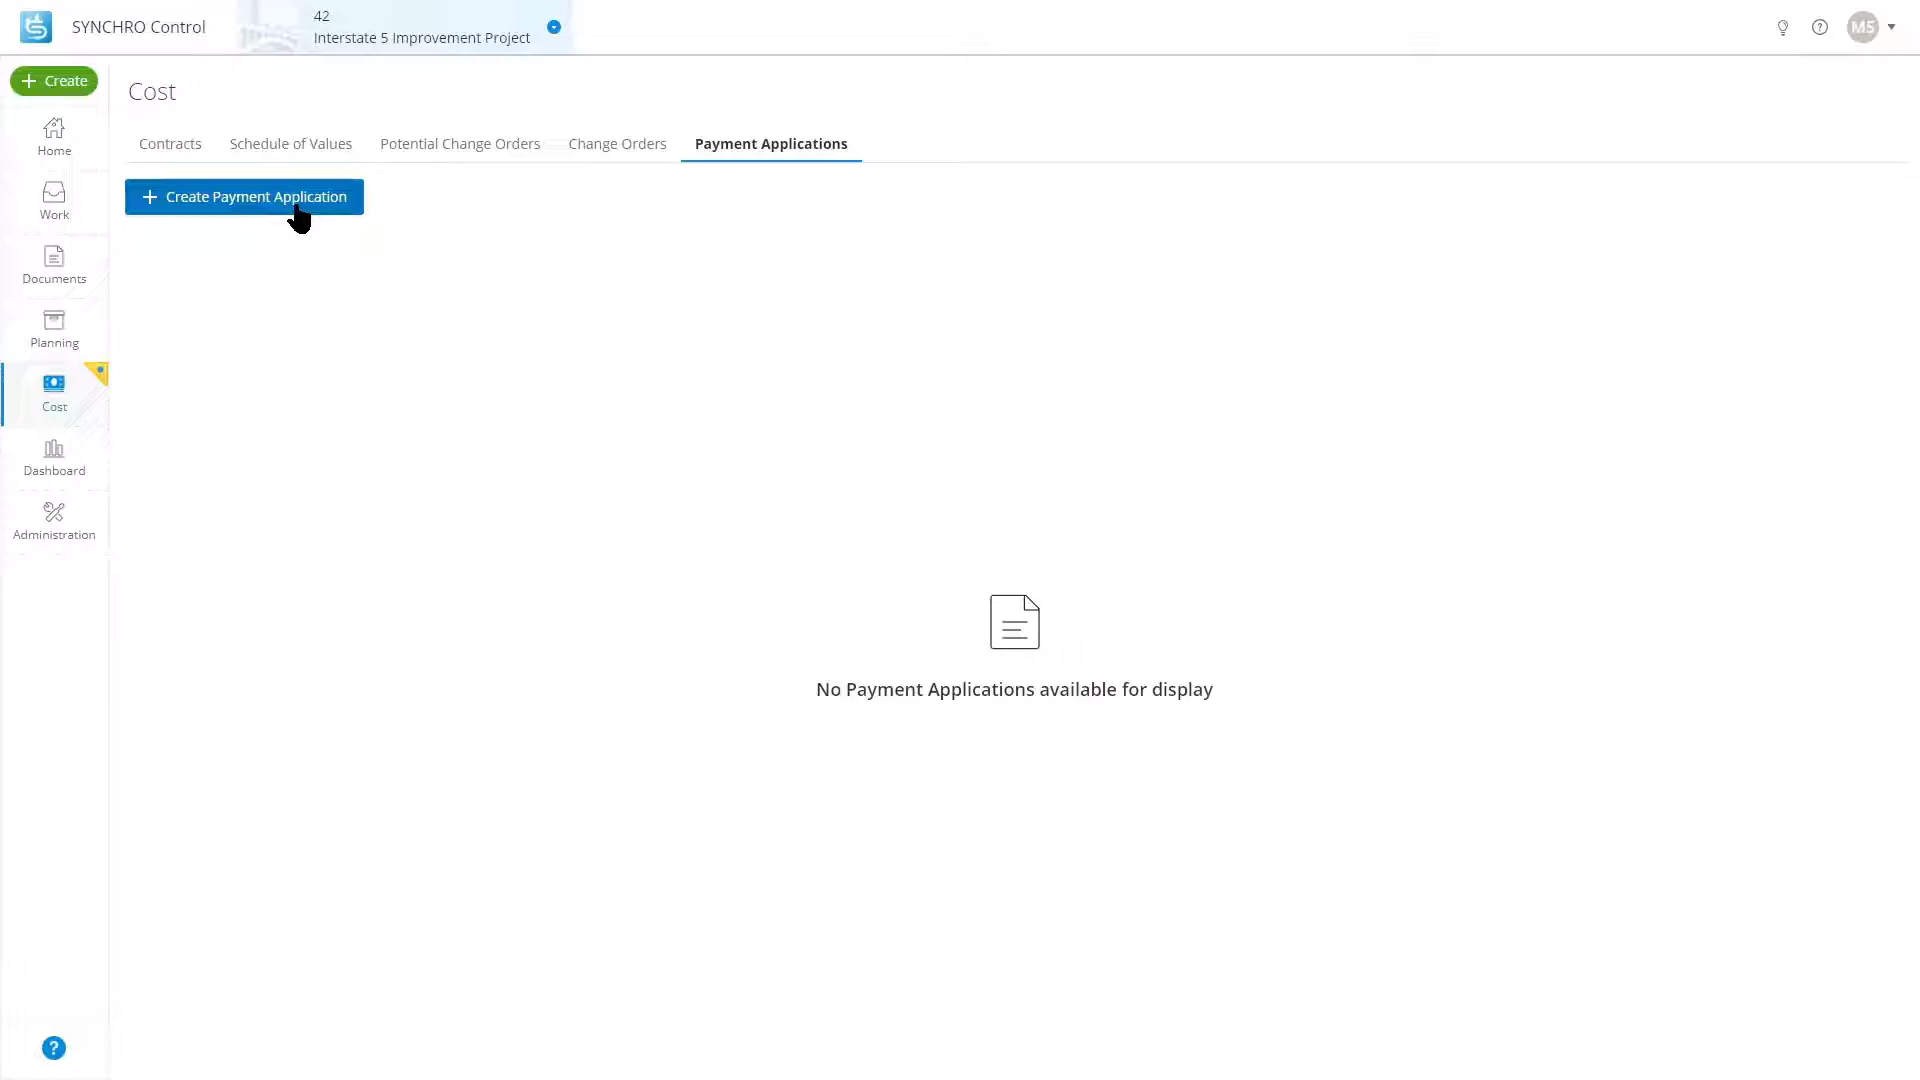 SYNCHRO Control
42
Interstate 5 Improvement Project
MS
Create
Home
Work
Documents
Planning
Cost
Dashboard
Administration
?
Cost
Contracts
Schedule of Values
Potential Change Orders
Change Orders
Payment Applications
Create Payment Application
No Payment Applications available for display